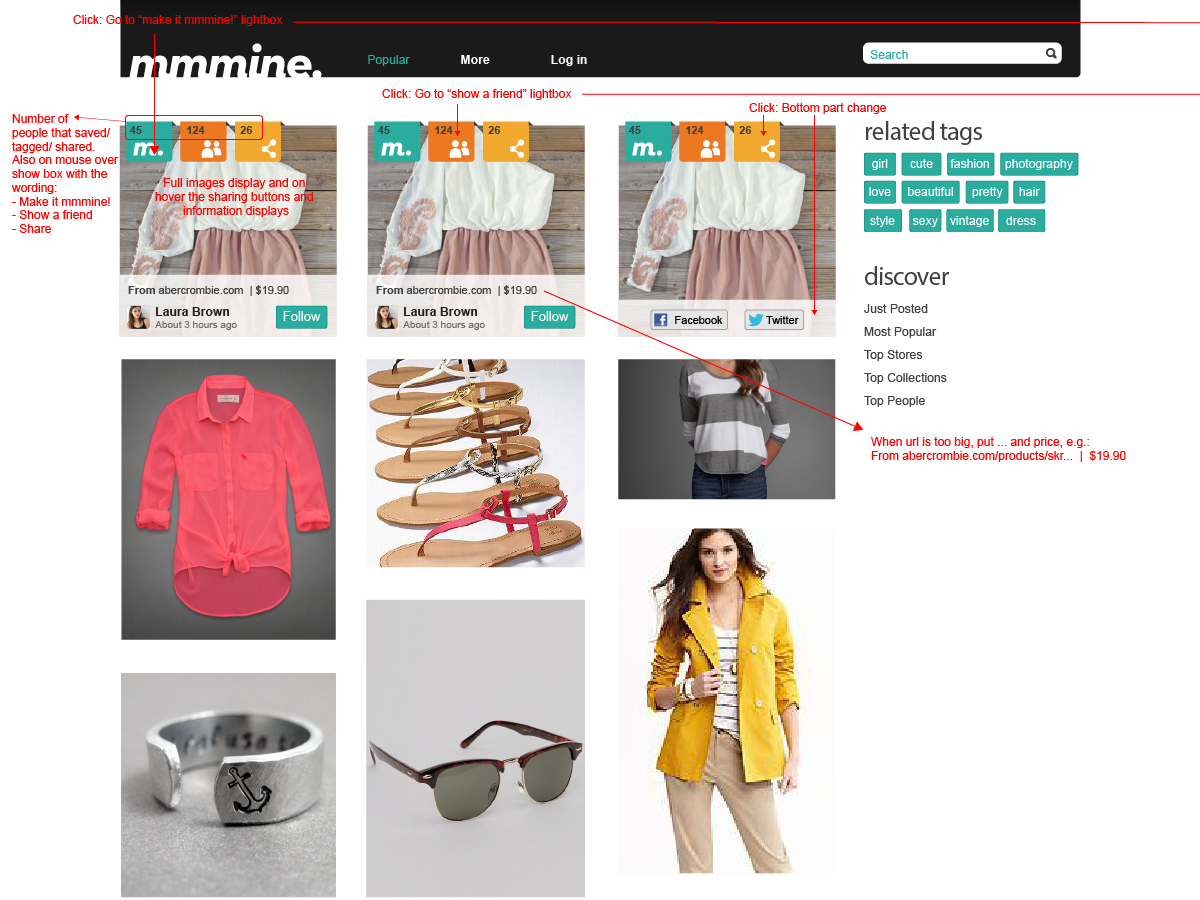 Click: Go to “make it mmmine!” lightbox
mmmine.
Popular
More
Log in
Search
Click: Go to “show a friend” lightbox
Click: Bottom part change
Number of
people that saved/
tagged/ shared.
Also on mouse over
show box with the
wording:
- Make it mmmine!
- Show a friend
- Share
45
124
26
m.
Full images display and on
hover the sharing buttons and
information displays
From abercrombie.com | $19.90
Laura Brown
About 3 hours ago
Follow
45
124
26
m.
From abercrombie.com | $19.90
Laura Brown
About 3 hours ago
Follow
45
124
26
m.
Facebook
Twitter
related tags
girl cute fashion photography
love beautiful pretty hair
style sexy vintage dress
discover
Just Posted
Most Popular
Top Stores
Top Collections
Top People
When url is too big, put ... and price, e.g.:
From abercrombie.com/products/skr... | $19.90